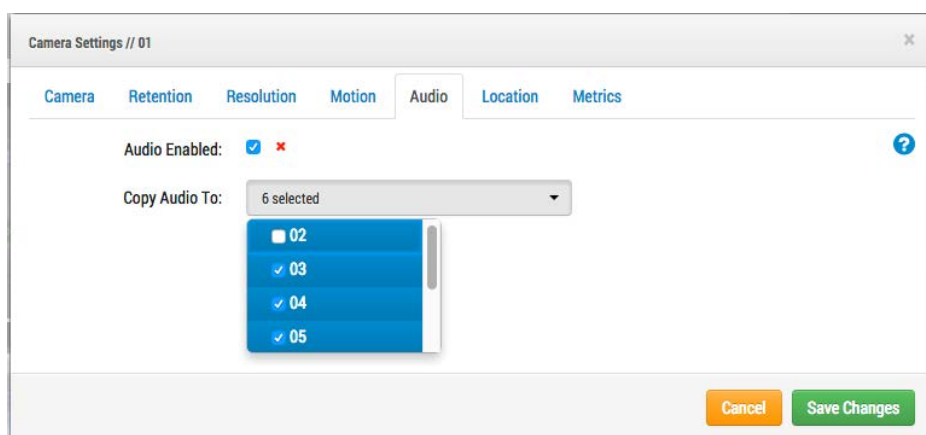 Camera Settings // 01
×
Camera Retention Resolution Motion Audio Location Metrics
Audio Enabled:
?
Copy Audio To: 6 selected
02
03
04
05
Cancel Save Changes